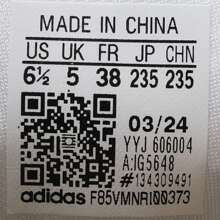 MADE IN CHINA
US UK FR JP CHN
6½ 5 38 235 235
03/24
YYJ 606004
A:IG5648
#134309491
adidas F85VMNRI00373